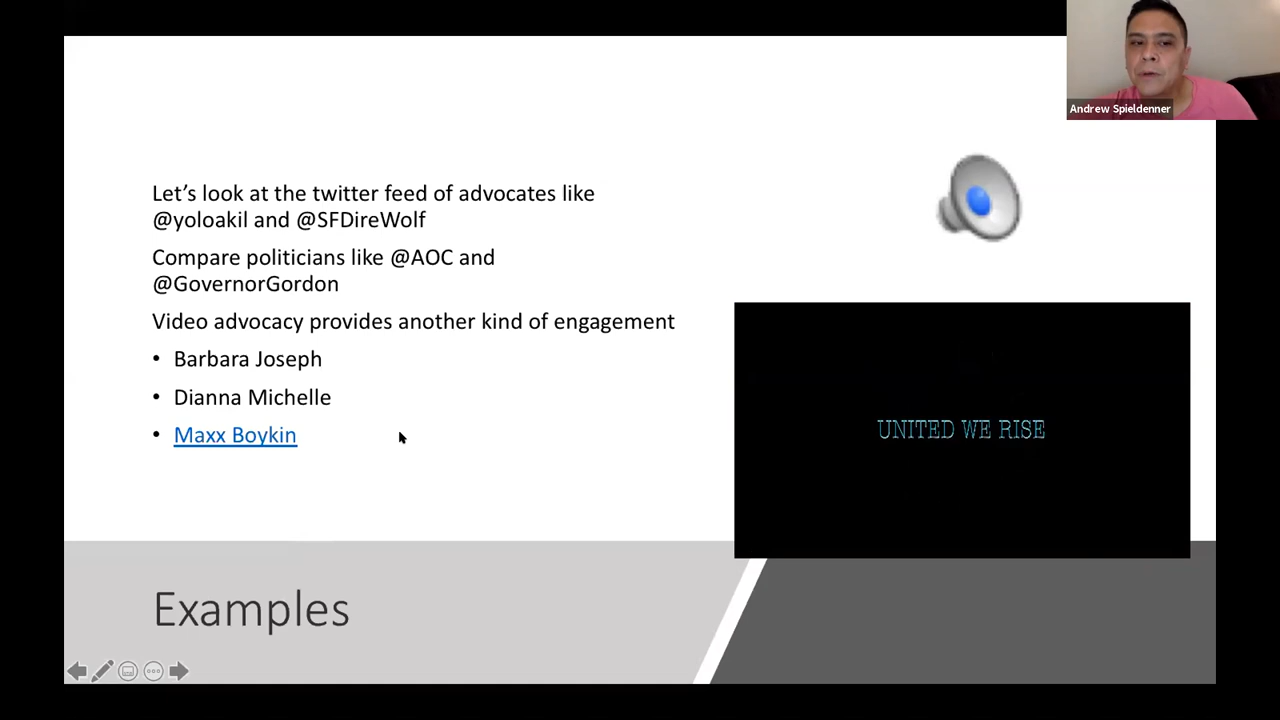 Andrew Spieldenner
Let’s look at the twitter feed of advocates like
@yoloakil and @SFDireWolf
Compare politicians like @AOC and
@GovernorGordon
Video advocacy provides another kind of engagement
• Barbara Joseph
• Dianna Michelle
• Maxx Boykin
UNITED WE RISE
Examples